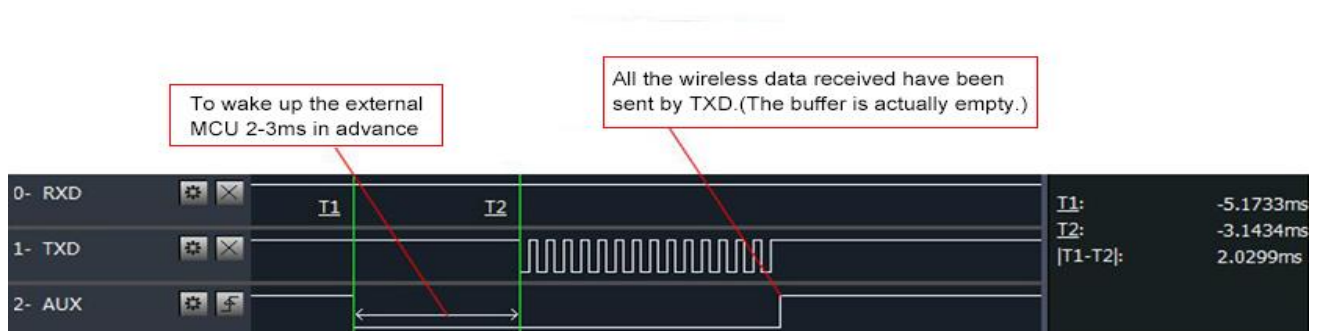 To wake up the external
MCU 2-3ms in advance
All the wireless data received have been
sent by TXD.(The buffer is actually empty.)
0- RXD
T1
T2
1- TXD
2- AUX
T1: -5.1733ms
T2: -3.1434ms
|T1-T2|: 2.0299ms